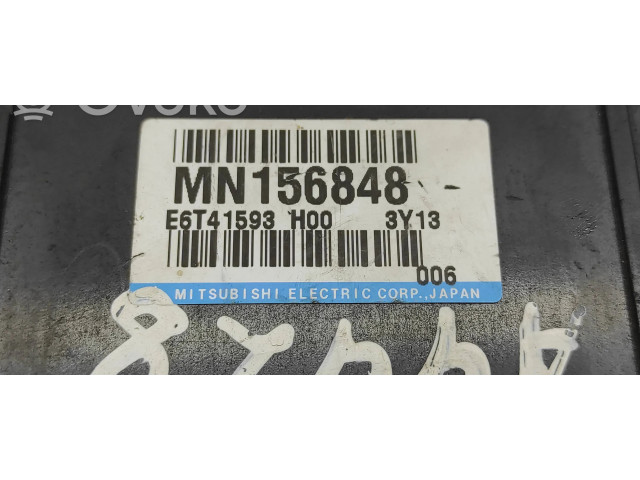 MN156848
E6T41593 H00 3Y13
006
MITSUBISHI ELECTRIC CORP.,JAPAN